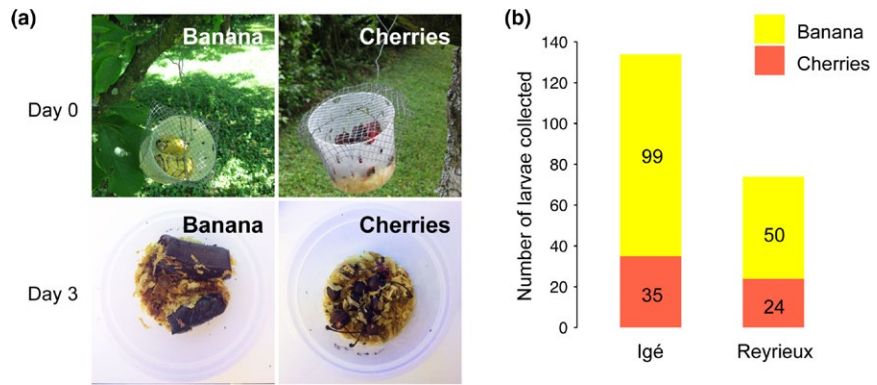 (a)
Banana
Cherries
Day 0
Banana
Cherries
Day 3
(b)
Banana
Cherries
Number of larvae collected
140
120
100
80
60
40
20
0
99
35
50
24
Igé
Reyrieux